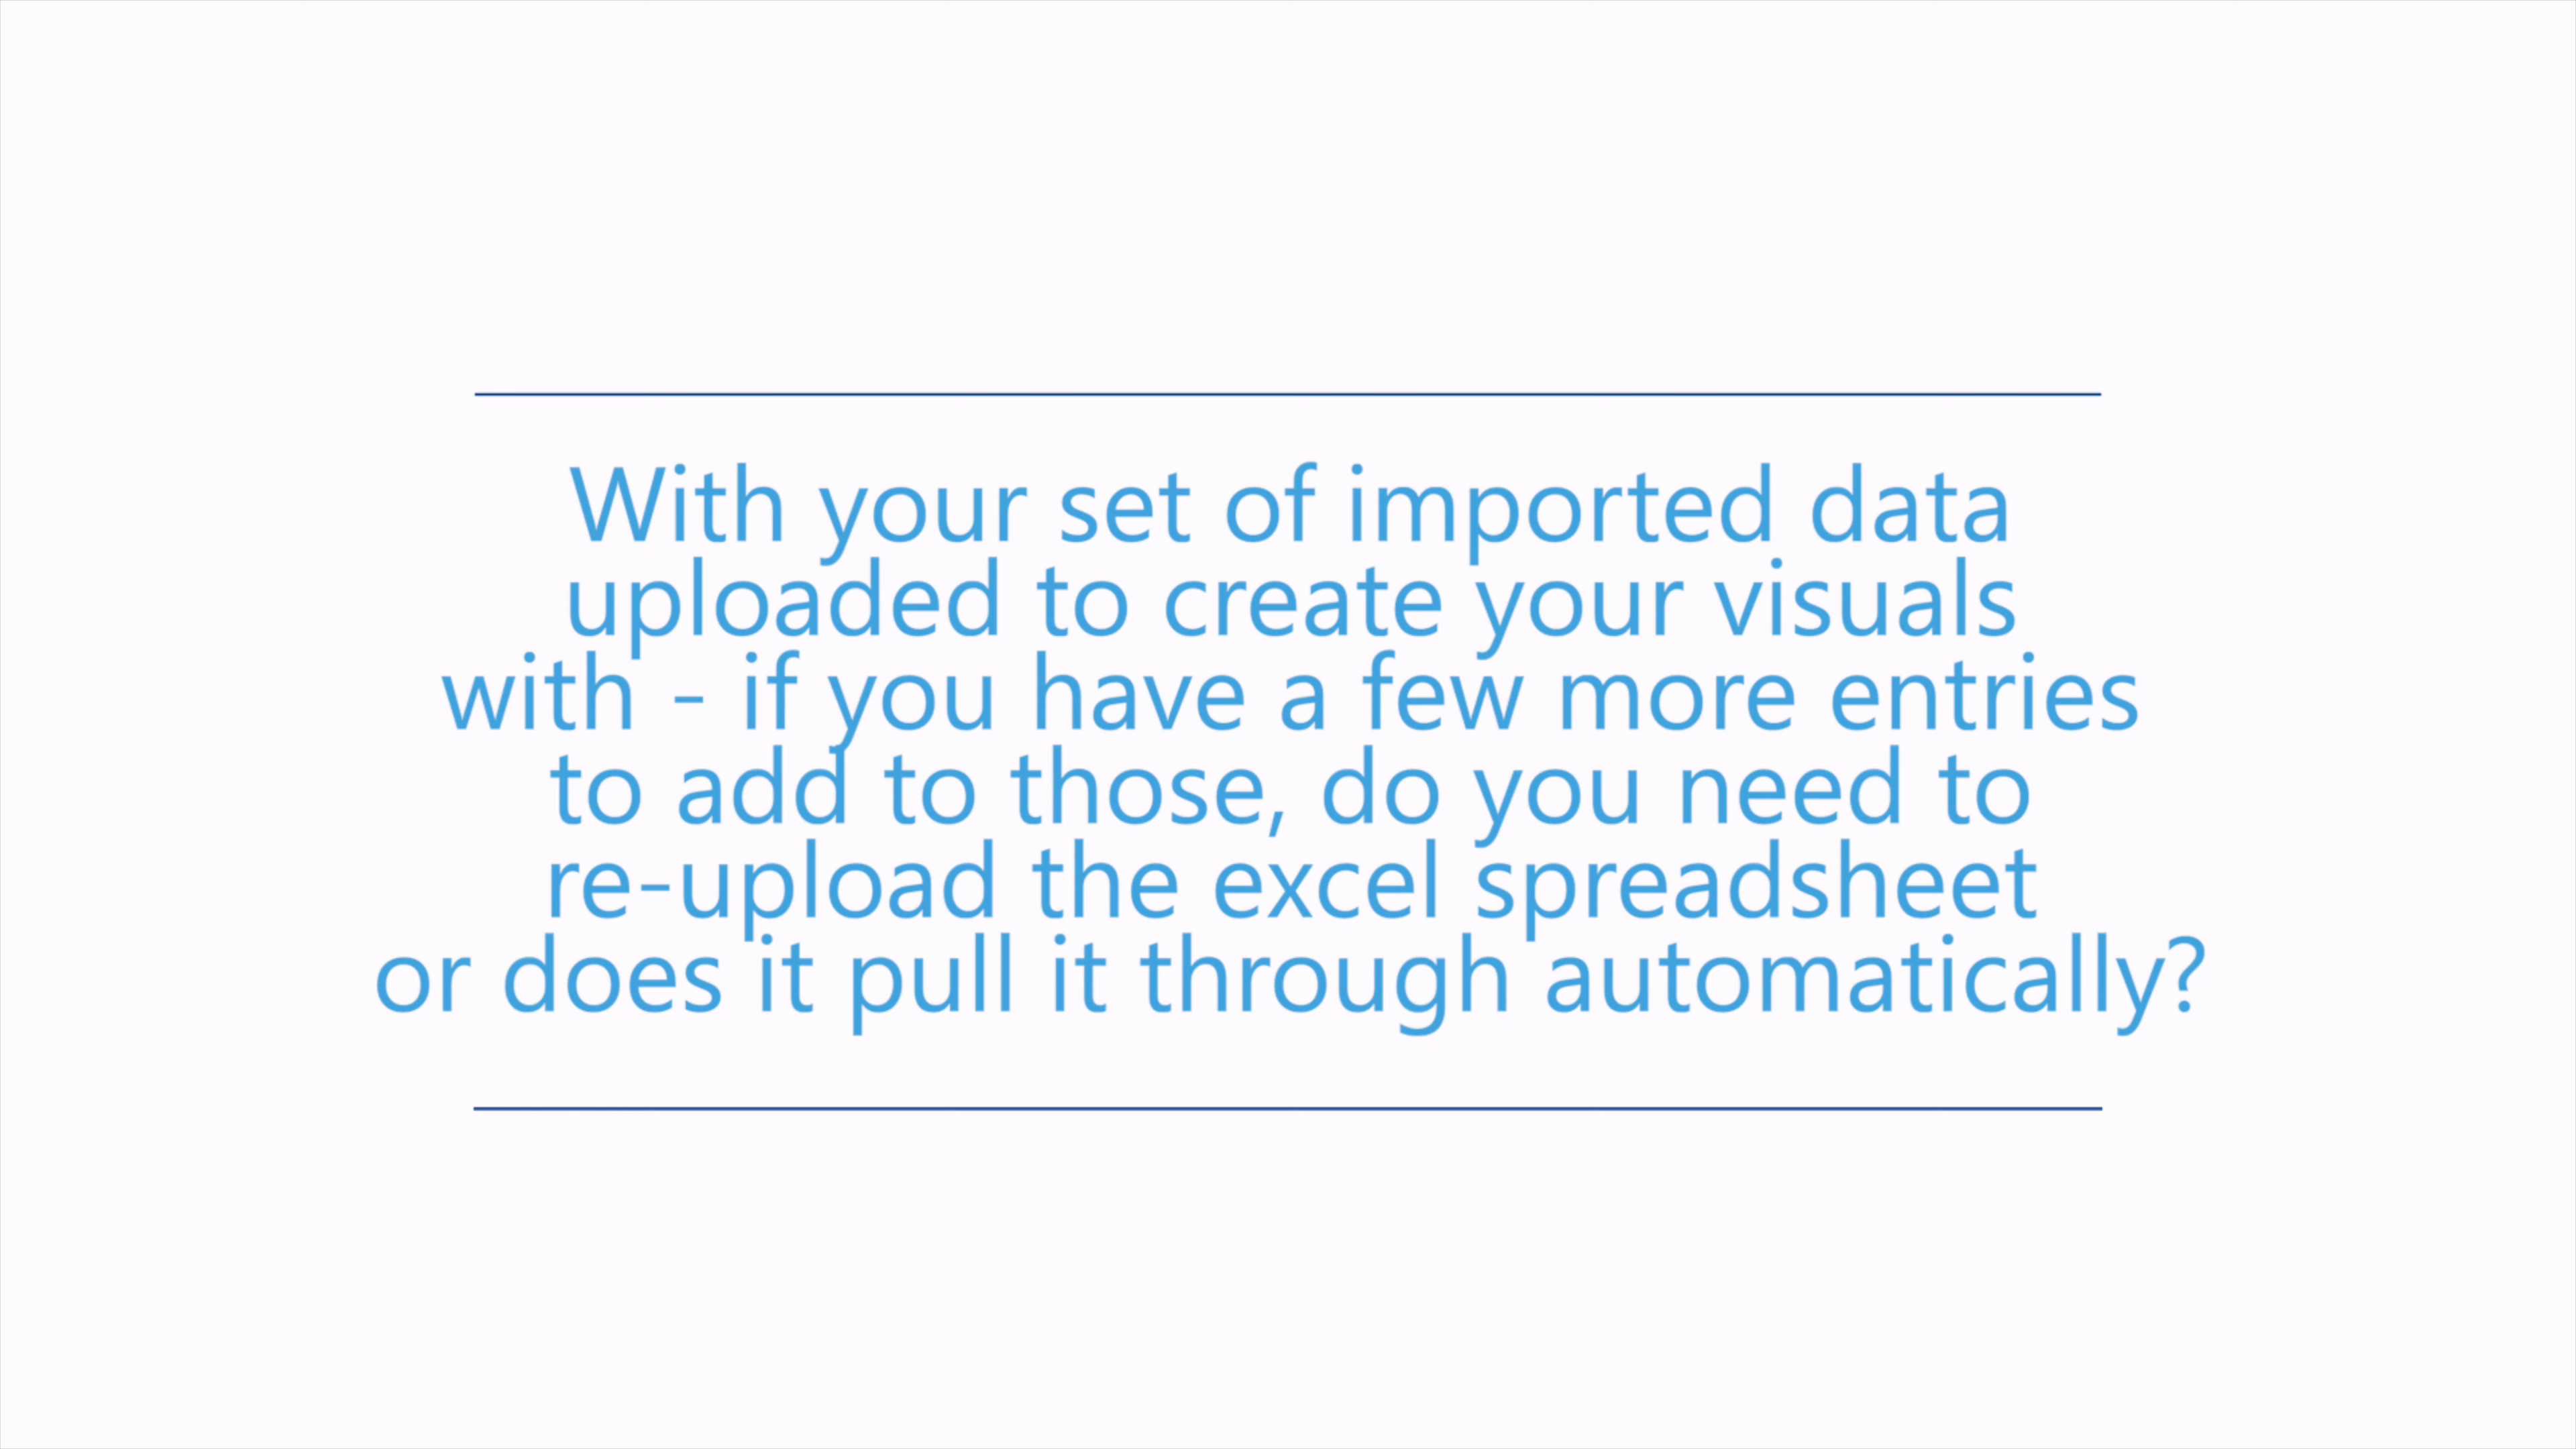 With your set of imported data
uploaded to create your visuals
with - if you have a few more entries
to add to those, do you need to
re-upload the excel spreadsheet
or does it pull it through automatically?